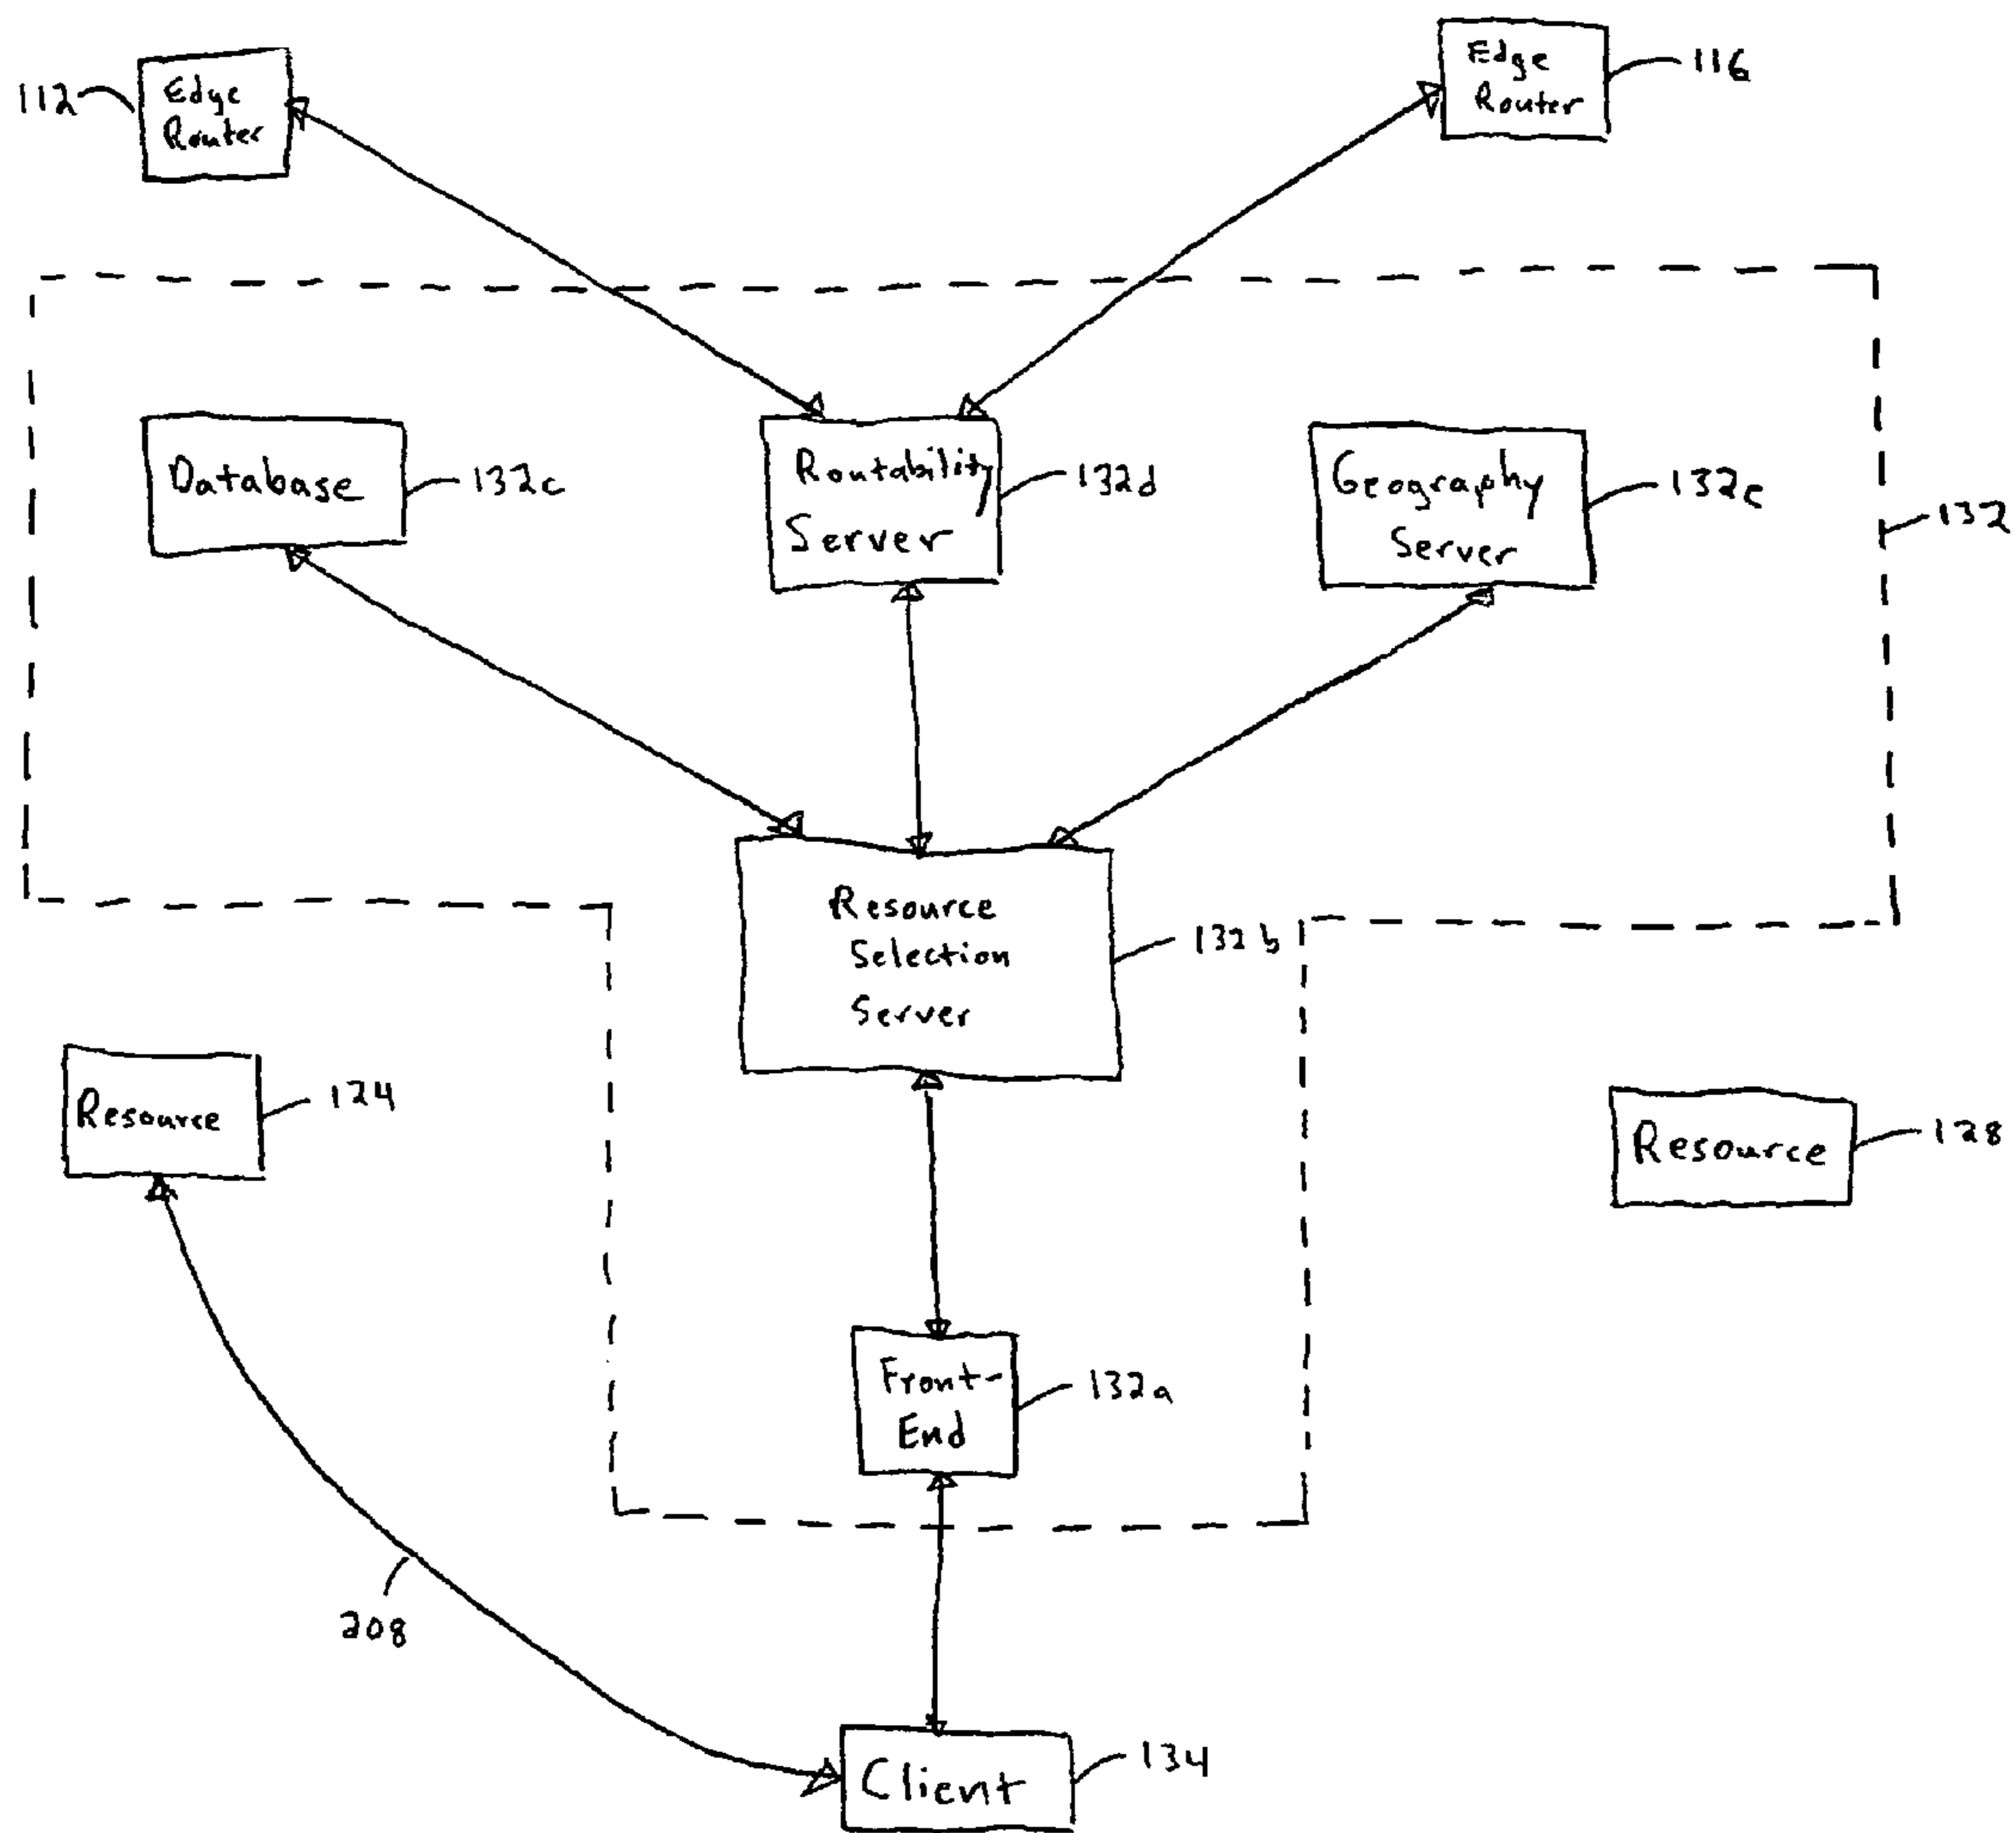 112
Edge
Router
Edge
Router
116
Database
132c
Routability
Server
132d
Geography
Server
132e
132
Resource
Selection
Server
132b
Resource
124
Resource
128
Front-
End
132a
208
Client
134